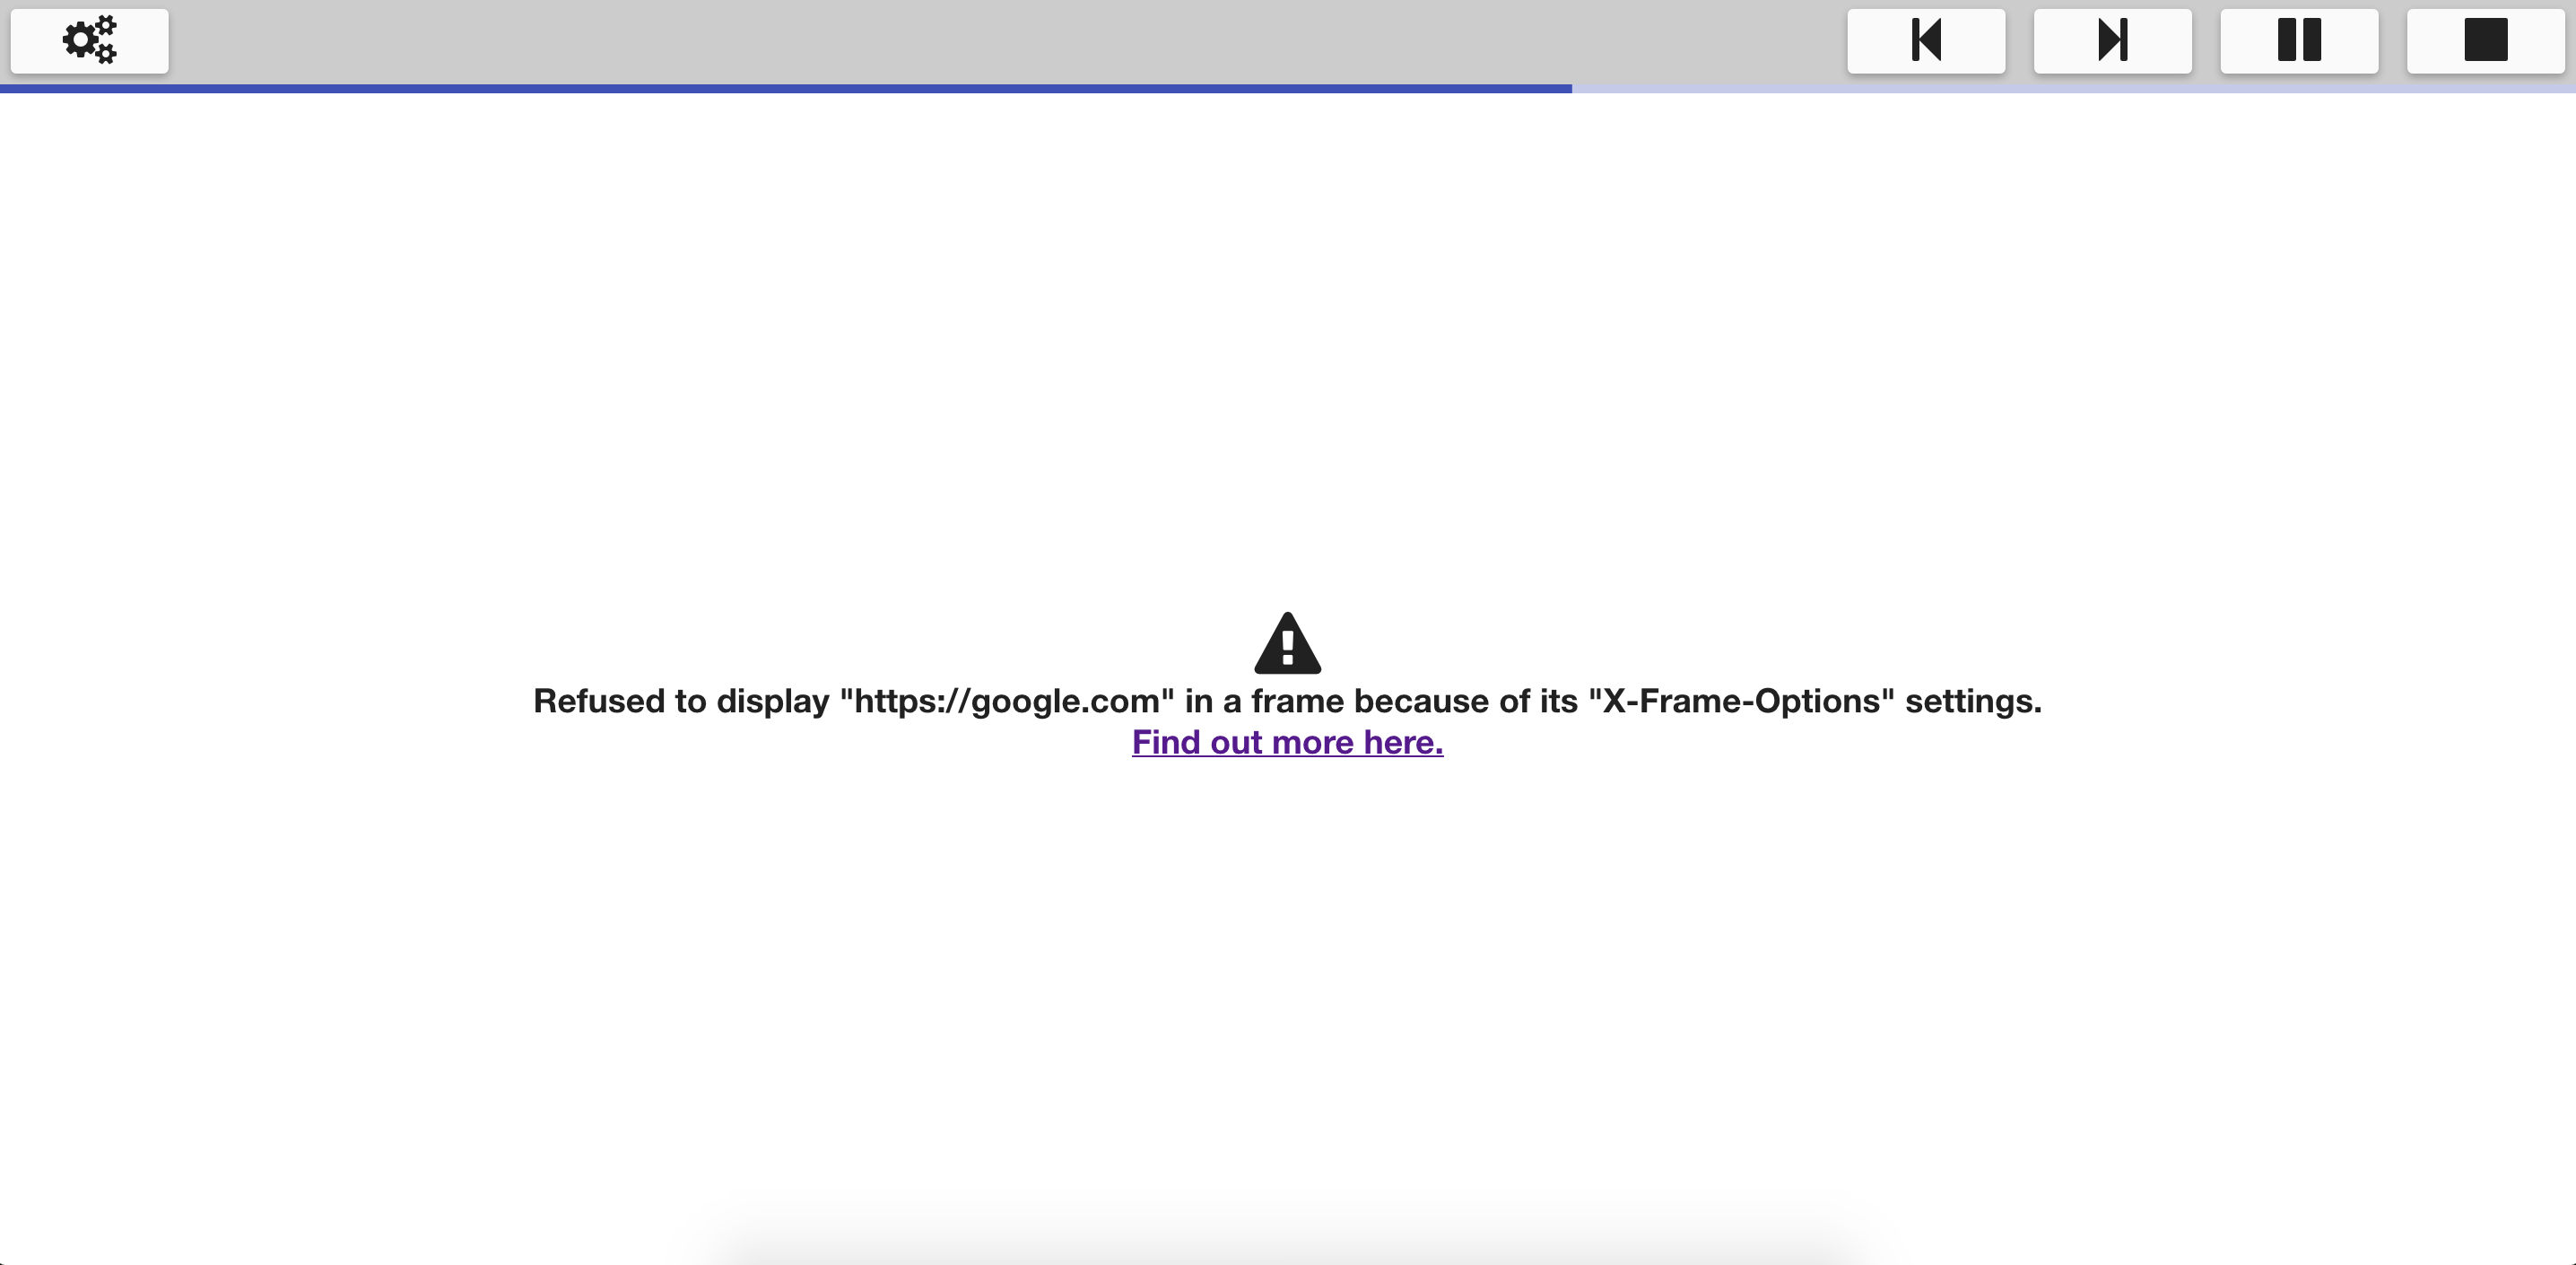 Refused to display "https://google.com" in a frame because of its "X-Frame-Options" settings.
Find out more here.